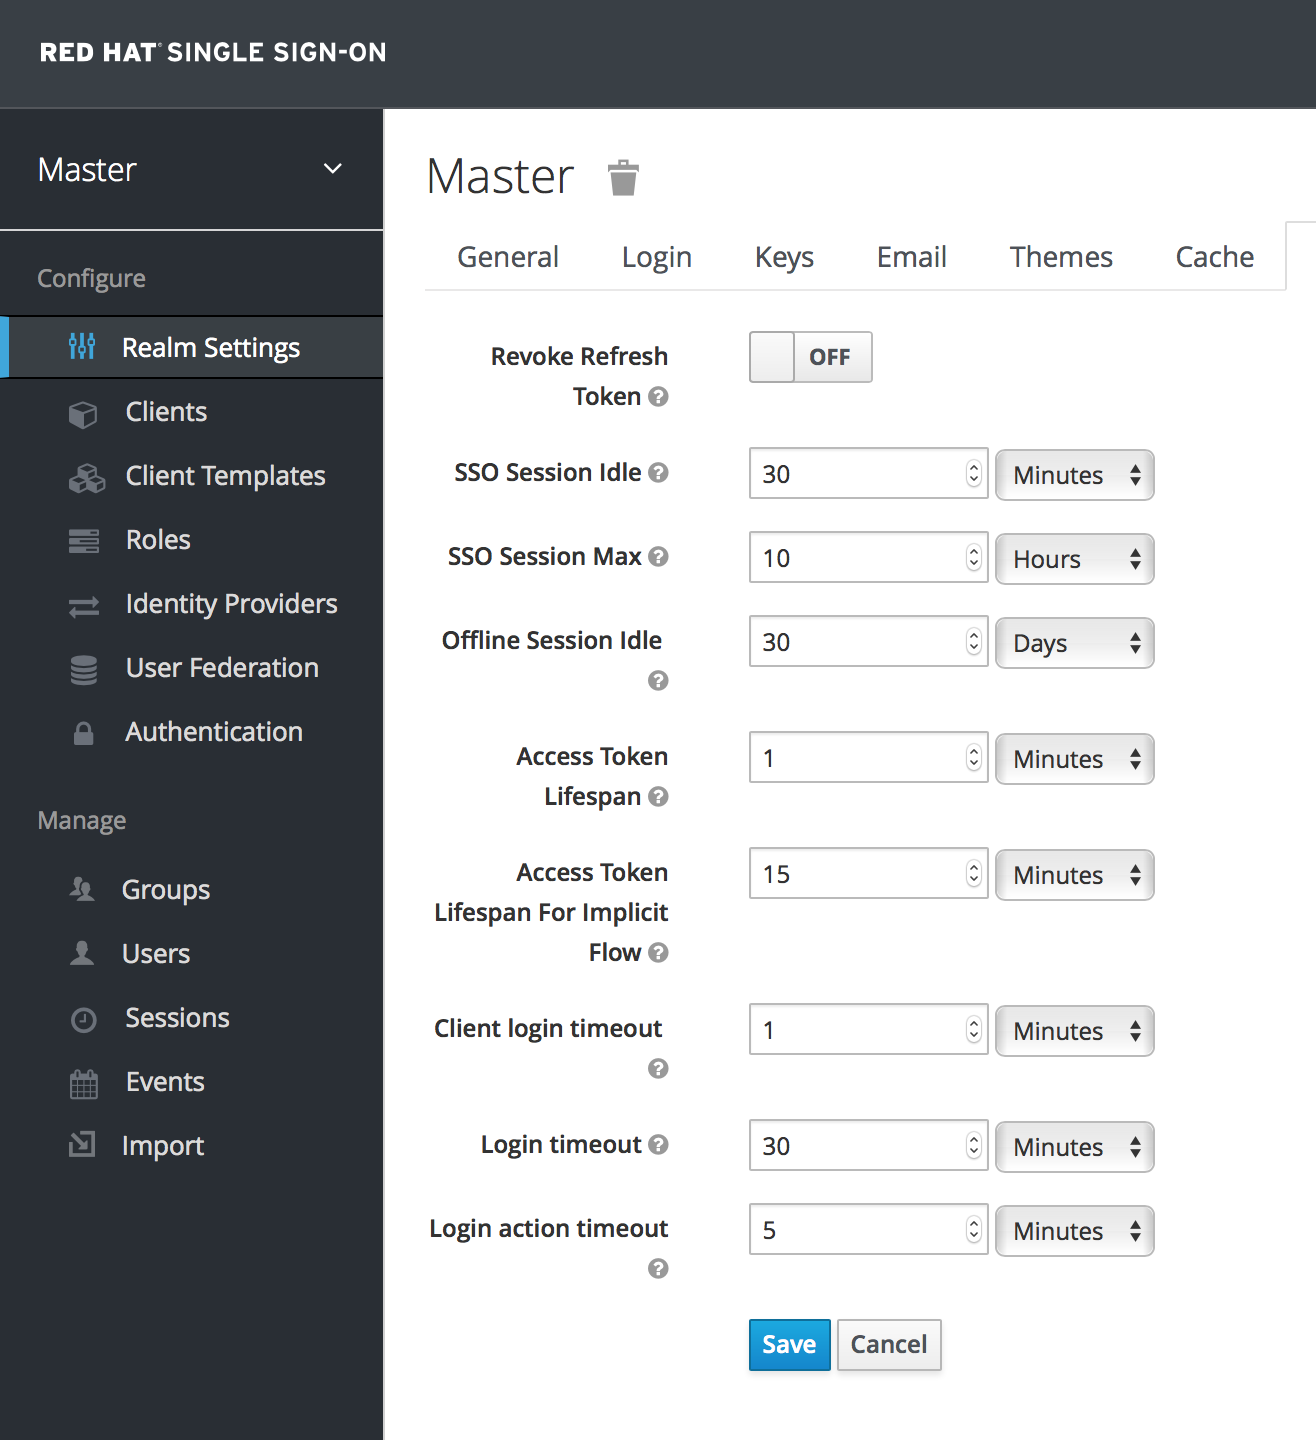 RED HAT® SINGLE SIGN-ON
Master
Configure
Realm Settings
Clients
Client Templates
Roles
Identity Providers
User Federation
Authentication
Manage
Groups
Users
Sessions
Events
Import
Master
General Login Keys Email Themes Cache
Revoke Refresh
Token ?
OFF
SSO Session Idle ?
30 Minutes
SSO Session Max ?
10 Hours
Offline Session Idle
?
30 Days
Access Token
Lifespan ?
1 Minutes
Access Token
Lifespan For Implicit
Flow ?
15 Minutes
Client login timeout
?
1 Minutes
Login timeout ?
30 Minutes
Login action timeout
?
5 Minutes
Save Cancel